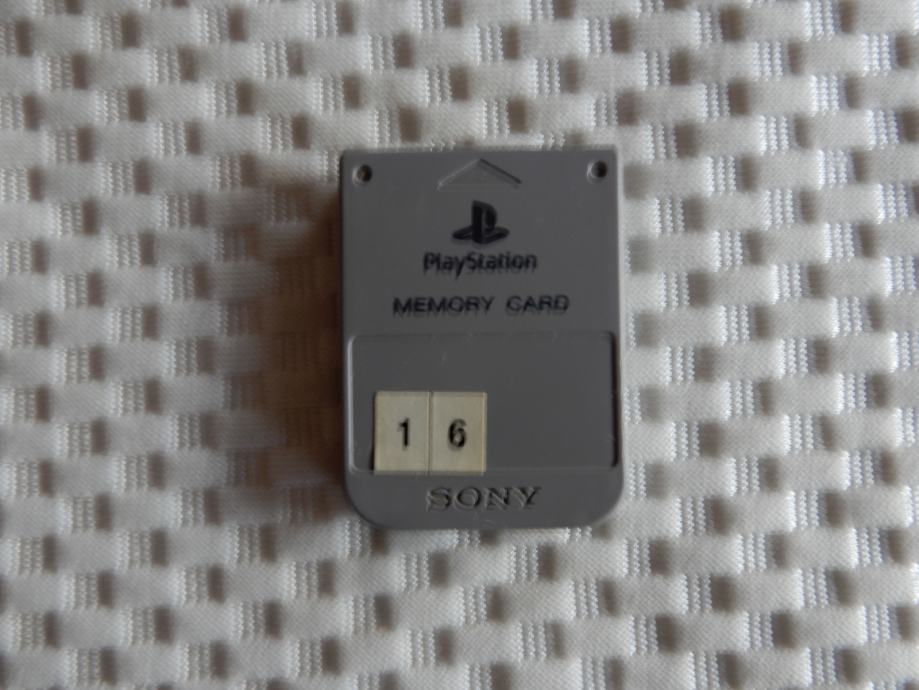 PlayStation
MEMORY CARD
1 6
SONY